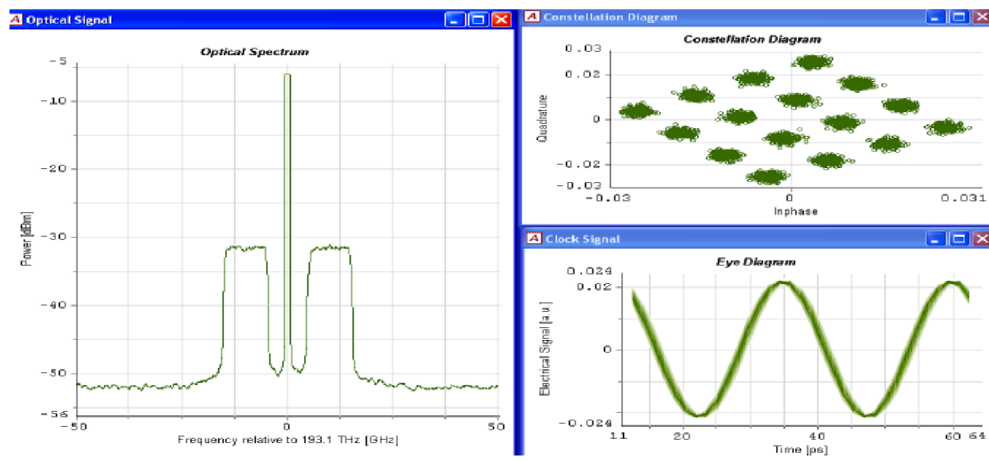 Optical Signal
Optical Spectrum
Power [dBm]
-5
-10
-20
-30
-40
-50
-56
-50
0
50
Frequency relative to 193.1 THz [GHz]
Constellation Diagram
Constellation Diagram
Quadrature
0.03
0.02
0
-0.02
-0.03
-0.03
0
0.031
Inphase
Clock Signal
Eye Diagram
Electrical Signal [a.u.]
0.024
0.02
0
-0.024
11
20
40
60
64
Time [ps]